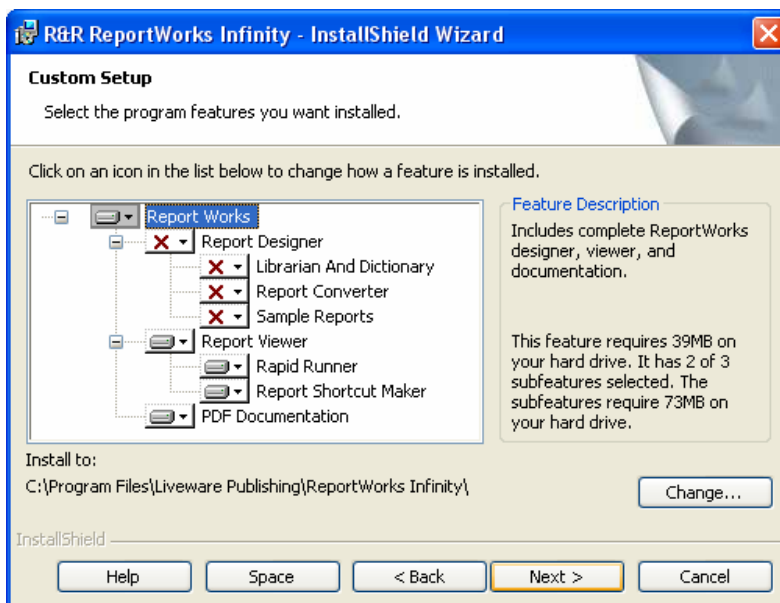 R&R ReportWorks Infinity - InstallShield Wizard
Custom Setup
Select the program features you want installed.
Click on an icon in the list below to change how a feature is installed.
Report Works
Report Designer
Librarian And Dictionary
Report Converter
Sample Reports
Report Viewer
Rapid Runner
Report Shortcut Maker
PDF Documentation
Feature Description
Includes complete ReportWorks
designer, viewer, and
documentation.
This feature requires 39MB on
your hard drive. It has 2 of 3
subfeatures selected. The
subfeatures require 73MB on
your hard drive.
Install to:
C:\Program Files\Liveware Publishing\ReportWorks Infinity\
Change...
InstallShield
Help
Space
< Back
Next >
Cancel